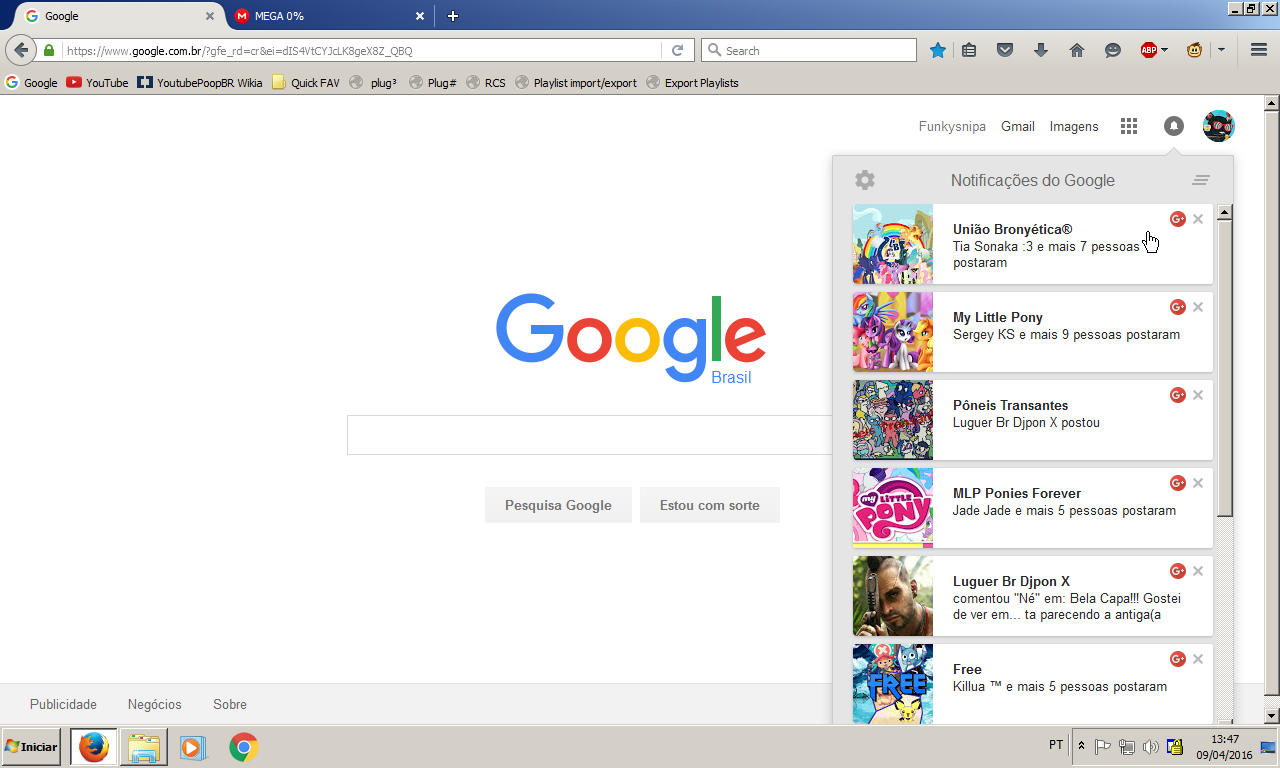 Google
MEGA 0%
https://www.google.com.br/?gfe_rd=cr&ei=dIS4VtCYJcLK8geX8Z_QBQ
Search
ABP
Google YouTube YoutubePoopBR Wikia Quick FAV plug³ Plug# RCS Playlist import/export Export Playlists
Funkysnipa Gmail Imagens
Notificações do Google
União Bronyética®
Tia Sonaka :3 e mais 7 pessoas
postaram
My Little Pony
Sergey KS e mais 9 pessoas postaram
Pôneis Transantes
Luguer Br Djpon X postou
my LITTLE
PONY
MLP Ponies Forever
Jade Jade e mais 5 pessoas postaram
Luguer Br Djpon X
comentou "Né" em: Bela Capa!!! Gostei
de ver em... ta parecendo a antiga(a
FREE
Free
Killua ™ e mais 5 pessoas postaram
Google
Brasil
Pesquisa Google Estou com sorte
Publicidade Negócios Sobre
Iniciar
PT
13:47
09/04/2016